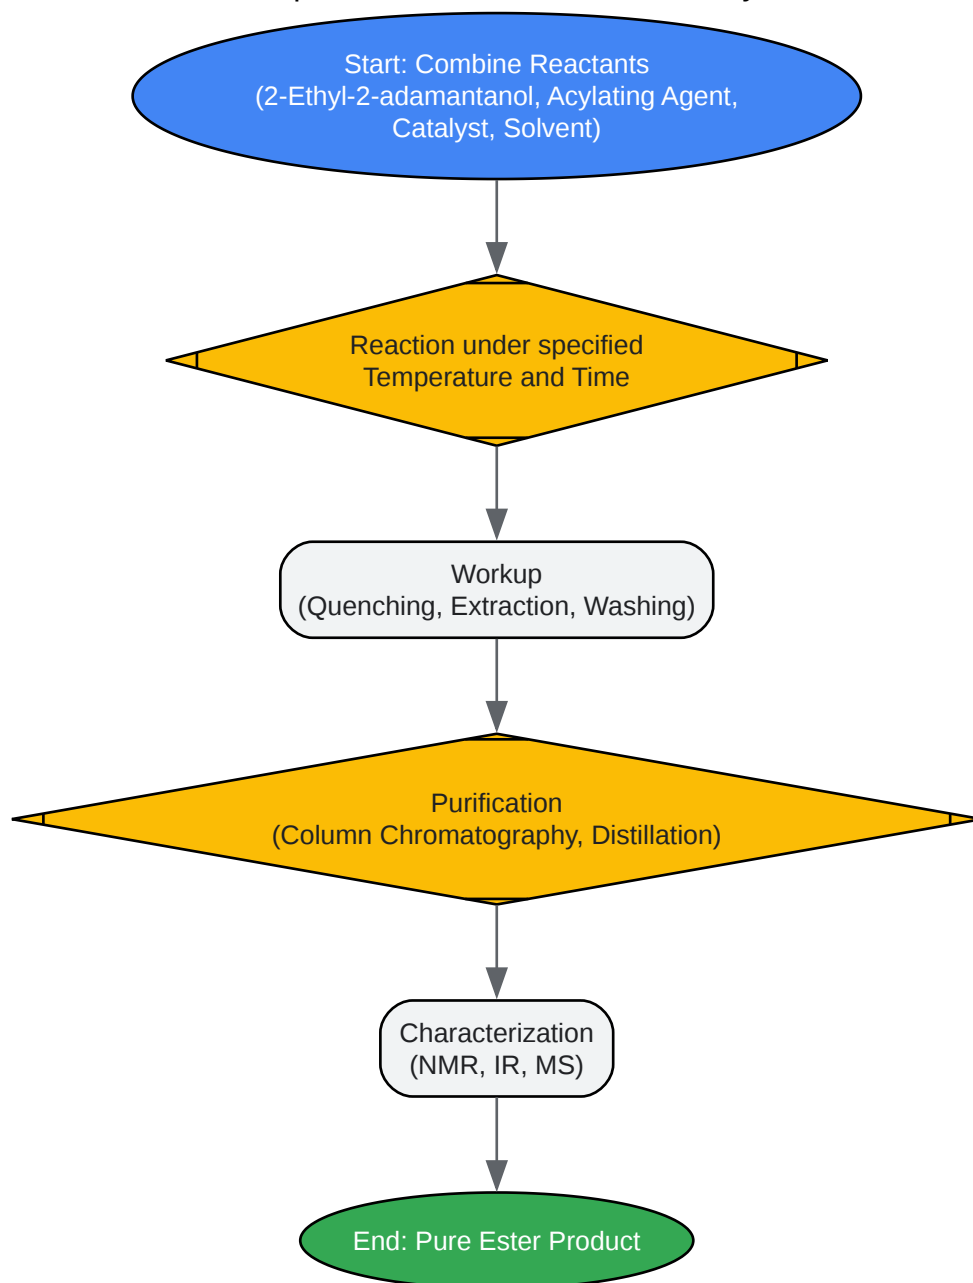 Start: Combine Reactants
(2-Ethyl-2-adamantanol, Acylating Agent,
Catalyst, Solvent)
Reaction under specified
Temperature and Time
Workup
(Quenching, Extraction, Washing)
Purification
(Column Chromatography, Distillation)
Characterization
(NMR, IR, MS)
End: Pure Ester Product